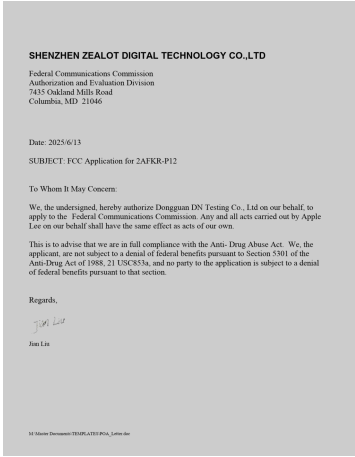 SHENZHEN ZEALOT DIGITAL TECHNOLOGY CO.,LTD
Federal Communications Commission
Authorization and Evaluation Division
7435 Oakland Mills Road
Columbia, MD 21046
Date: 2025/6/13
SUBJECT: FCC Application for 2AFKR-P12
To Whom It May Concern:
We, the undersigned, hereby authorize Dongguan DN Testing Co., Ltd on our behalf, to
apply to the Federal Communications Commission. Any and all acts carried out by Apple
Lee on our behalf shall have the same effect as acts of our own.
This is to advise that we are in full compliance with the Anti- Drug Abuse Act. We, the
applicant, are not subject to a denial of federal benefits pursuant to Section 5301 of the
Anti-Drug Act of 1988, 21 USC853a, and no party to the application is subject to a denial
of federal benefits pursuant to that section.
Regards,
Jian Liu
Jian Liu
M:\Master Document\TEMPLATES\POA_Letter.doc